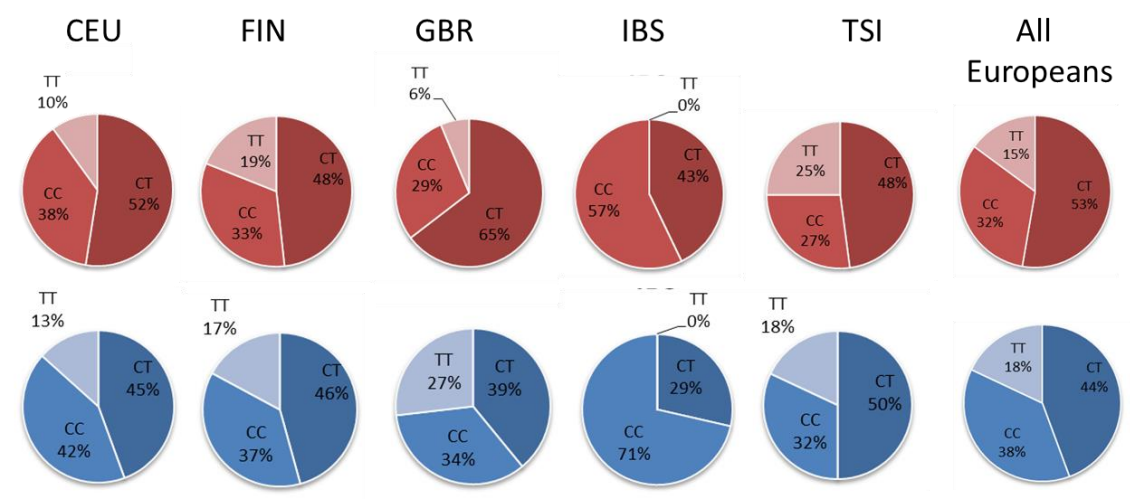 CEU
FIN
GBR
IBS
TSI
All
Europeans
TT
10%
CC
38%
CT
52%
TT
19%
CT
48%
CC
33%
TT
6%
CC
29%
CT
65%
TT
0%
CT
43%
CC
57%
TT
25%
CT
48%
CC
27%
TT
15%
CT
53%
CC
32%
TT
13%
CT
45%
CC
42%
TT
17%
CT
46%
CC
37%
TT
27%
CT
39%
CC
34%
TT
0%
CT
29%
CC
71%
TT
18%
CT
50%
CC
32%
TT
18%
CT
44%
CC
38%